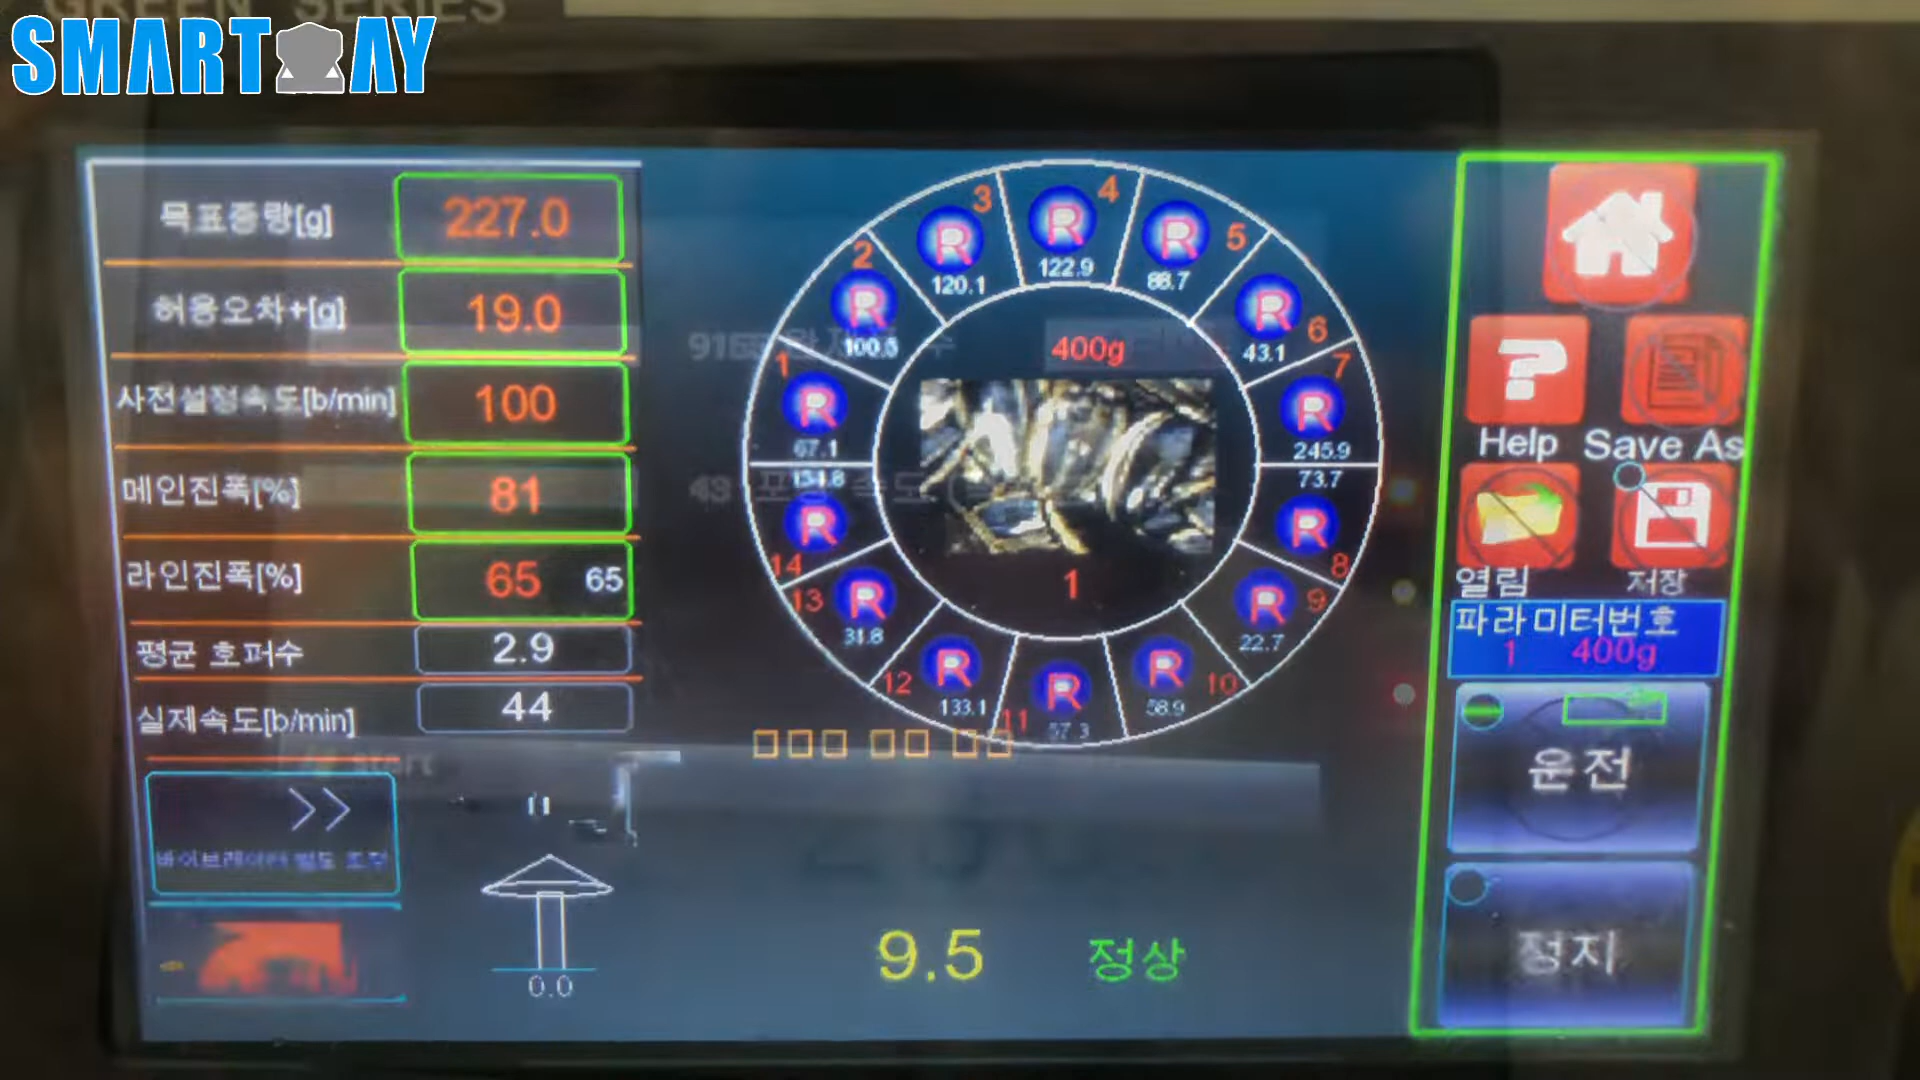 GREEN SERIES
SMART AY
목표중량[g] 227.0
허용오차+[g] 19.0
사전설정속도[b/min] 100
메인진폭[%] 81
라인진폭[%] 65 65
평균 호퍼수 2.9
실제속도[b/min] 44
>>
0.0
1 R 67.1
2 R 100.8
3 R 120.1
4 R 122.9
5 R 88.7
6 R 43.1
7 R 245.9
8 R 73.7
9 R 22.7
10 R 58.9
11 R 57.3
12 R 133.1
13 R 31.8
14 R 134.8
400g
1
9.5 정상
Help Save As
열림 저장
파라미터번호
1 400g
운전
정지